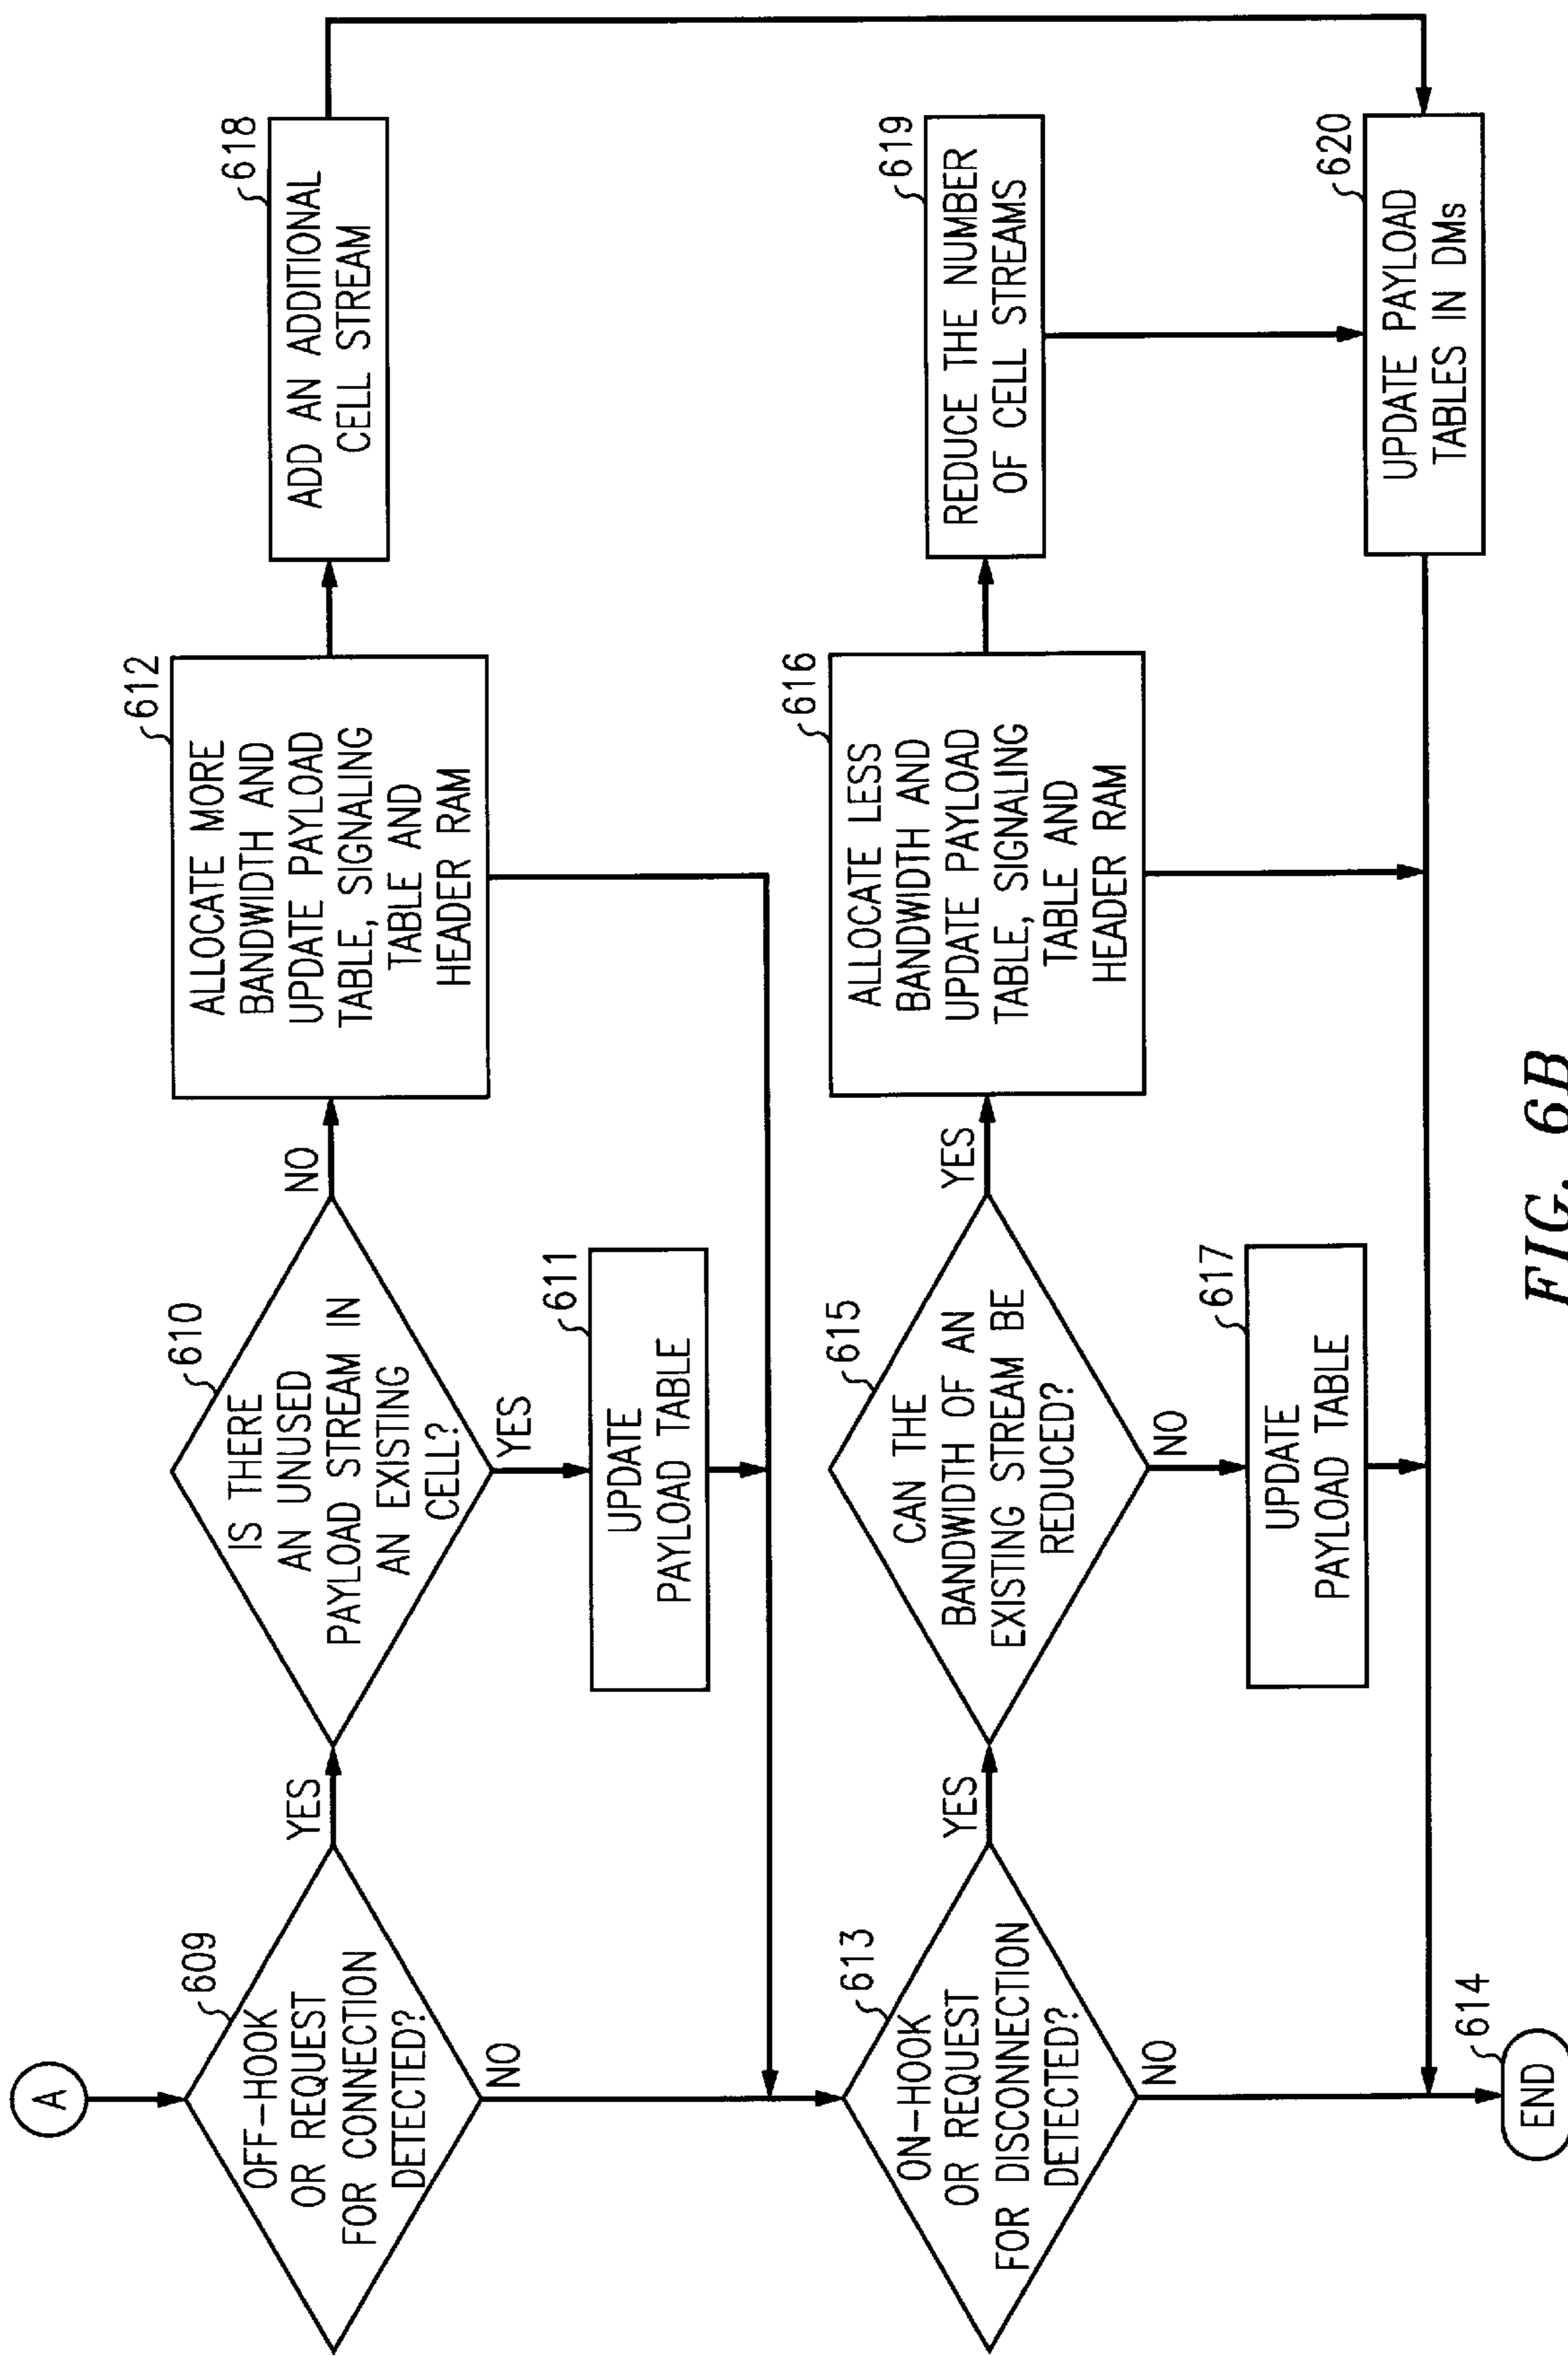 A
609
OFF-HOOK
OR REQUEST
FOR CONNECTION
DETECTED?
YES
NO
610
IS THERE
AN UNUSED
PAYLOAD STREAM IN
AN EXISTING
CELL?
NO
YES
611
UPDATE
PAYLOAD TABLE
612
ALLOCATE MORE
BANDWIDTH AND
UPDATE PAYLOAD
TABLE, SIGNALING
TABLE AND
HEADER RAM
618
ADD AN ADDITIONAL
CELL STREAM
613
ON-HOOK
OR REQUEST
FOR DISCONNECTION
DETECTED?
YES
NO
615
CAN THE
BANDWIDTH OF AN
EXISTING STREAM BE
REDUCED?
YES
NO
617
UPDATE
PAYLOAD TABLE
616
ALLOCATE LESS
BANDWIDTH AND
UPDATE PAYLOAD
TABLE, SIGNALING
TABLE AND
HEADER RAM
619
REDUCE THE NUMBER
OF CELL STREAMS
620
UPDATE PAYLOAD
TABLES IN DMs
614
END
FIG. 6B